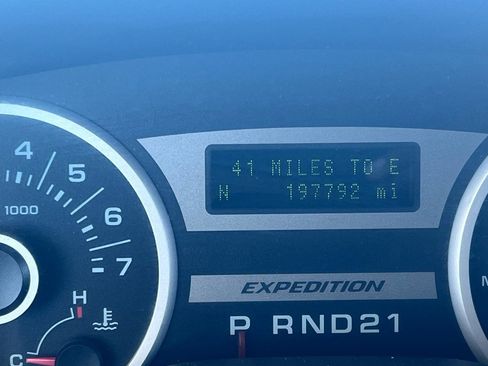 41 MILES TO E
N 197792 mi
4
5
6
7
1000
H
C
EXPEDITION
P RND21